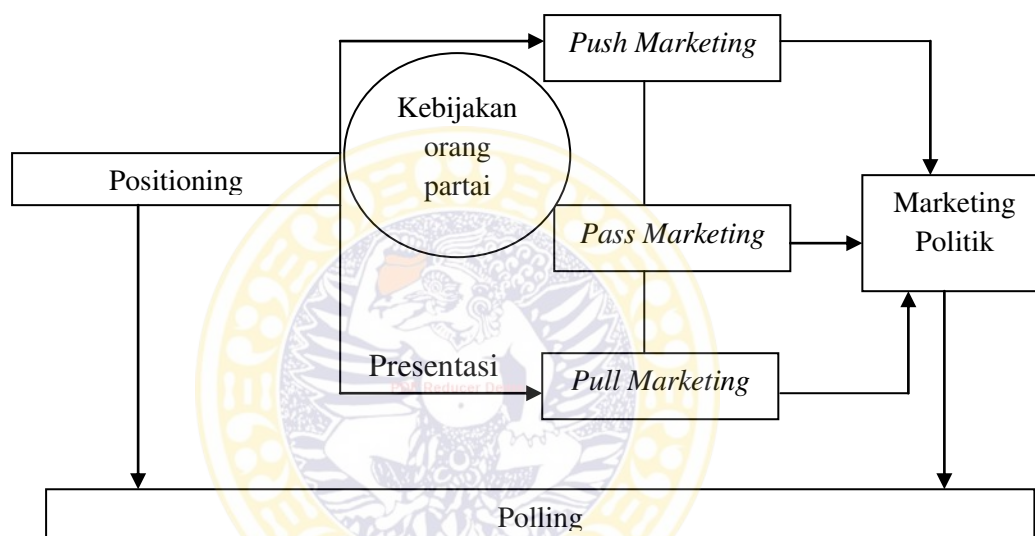 Push Marketing
Kebijakan
orang
partai
Positioning
Pass Marketing
Marketing
Politik
Presentasi
Pull Marketing
Polling